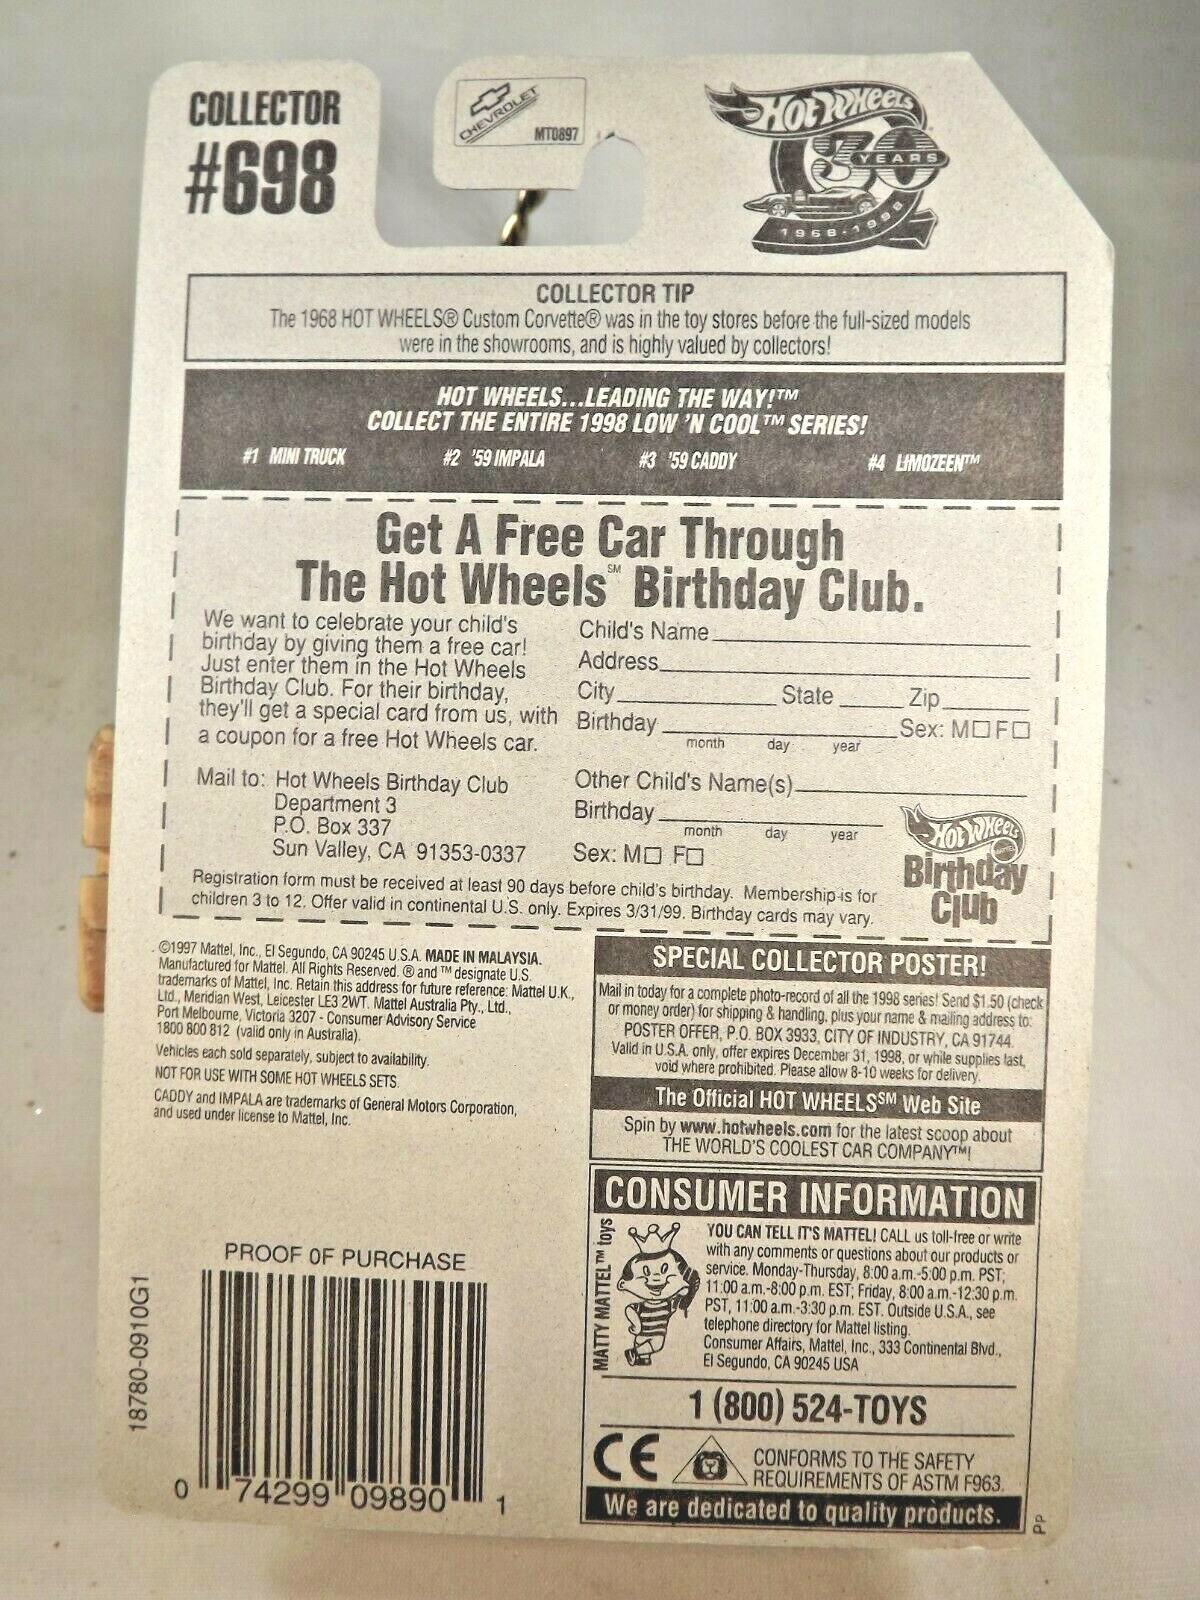 COLLECTOR
#698
CHEVROLET
MT0897
HOT WHEELS
30
YEARS
1968-1998
COLLECTOR TIP
The 1968 HOT WHEELS® Custom Corvette® was in the toy stores before the full-sized models
were in the showrooms, and is highly valued by collectors!
HOT WHEELS...LEADING THE WAY!™
COLLECT THE ENTIRE 1998 LOW 'N COOL™ SERIES!
#1 MINI TRUCK #2 '59 IMPALA #3 '59 CADDY #4 LIMOZEEN™
Get A Free Car Through
The Hot Wheels℠ Birthday Club.
We want to celebrate your child's
birthday by giving them a free car!
Just enter them in the Hot Wheels
Birthday Club. For their birthday,
they'll get a special card from us, with
a coupon for a free Hot Wheels car.
Mail to: Hot Wheels Birthday Club
Department 3
P.O. Box 337
Sun Valley, CA 91353-0337
Child's Name
Address
City State Zip
Birthday Sex: M□ F□
month day year
Other Child's Name(s)
Birthday
month day year
Sex: M□ F□
HOT WHEELS
MATTEL
Birthday
Club
Registration form must be received at least 90 days before child's birthday. Membership is for
children 3 to 12. Offer valid in continental U.S. only. Expires 3/31/99. Birthday cards may vary.
©1997 Mattel, Inc., El Segundo, CA 90245 U.S.A. MADE IN MALAYSIA.
Manufactured for Mattel. All Rights Reserved. ® and ™ designate U.S.
trademarks of Mattel, Inc. Retain this address for future reference: Mattel U.K.,
Ltd., Meridian West, Leicester LE3 2WT. Mattel Australia Pty., Ltd.,
Port Melbourne, Victoria 3207 - Consumer Advisory Service
1800 800 812 (valid only in Australia).
Vehicles each sold separately, subject to availability.
NOT FOR USE WITH SOME HOT WHEELS SETS.
CADDY and IMPALA are trademarks of General Motors Corporation,
and used under license to Mattel, Inc.
SPECIAL COLLECTOR POSTER!
Mail in today for a complete photo-record of all the 1998 series! Send $1.50 (check
or money order) for shipping & handling, plus your name & mailing address to:
POSTER OFFER, P.O. BOX 3933, CITY OF INDUSTRY, CA 91744.
Valid in U.S.A. only, offer expires December 31, 1998, or while supplies last,
void where prohibited. Please allow 8-10 weeks for delivery.
The Official HOT WHEELS℠ Web Site
Spin by www.hotwheels.com for the latest scoop about
THE WORLD'S COOLEST CAR COMPANY™!
CONSUMER INFORMATION
MATTY MATTEL™ toys
YOU CAN TELL IT'S MATTEL! CALL us toll-free or write
with any comments or questions about our products or
service. Monday-Thursday, 8:00 a.m.-5:00 p.m. PST;
11:00 a.m.-8:00 p.m. EST; Friday, 8:00 a.m.-12:30 p.m.
PST, 11:00 a.m.-3:30 p.m. EST. Outside U.S.A., see
telephone directory for Mattel listing.
Consumer Affairs, Mattel, Inc., 333 Continental Blvd.,
El Segundo, CA 90245 USA
1 (800) 524-TOYS
CE
CONFORMS TO THE SAFETY
REQUIREMENTS OF ASTM F963.
We are dedicated to quality products.
PP
PROOF OF PURCHASE
18780-0910G1
0 74299 09890 1